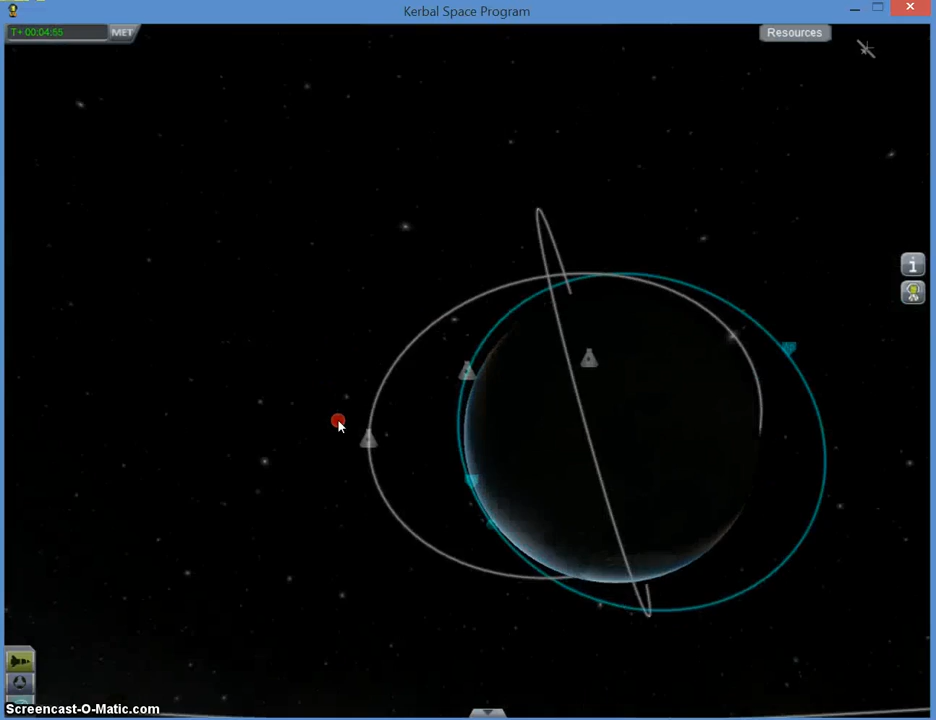 Kerbal Space Program
T+ 00:04:55 MET
Resources
Screencast-O-Matic.com